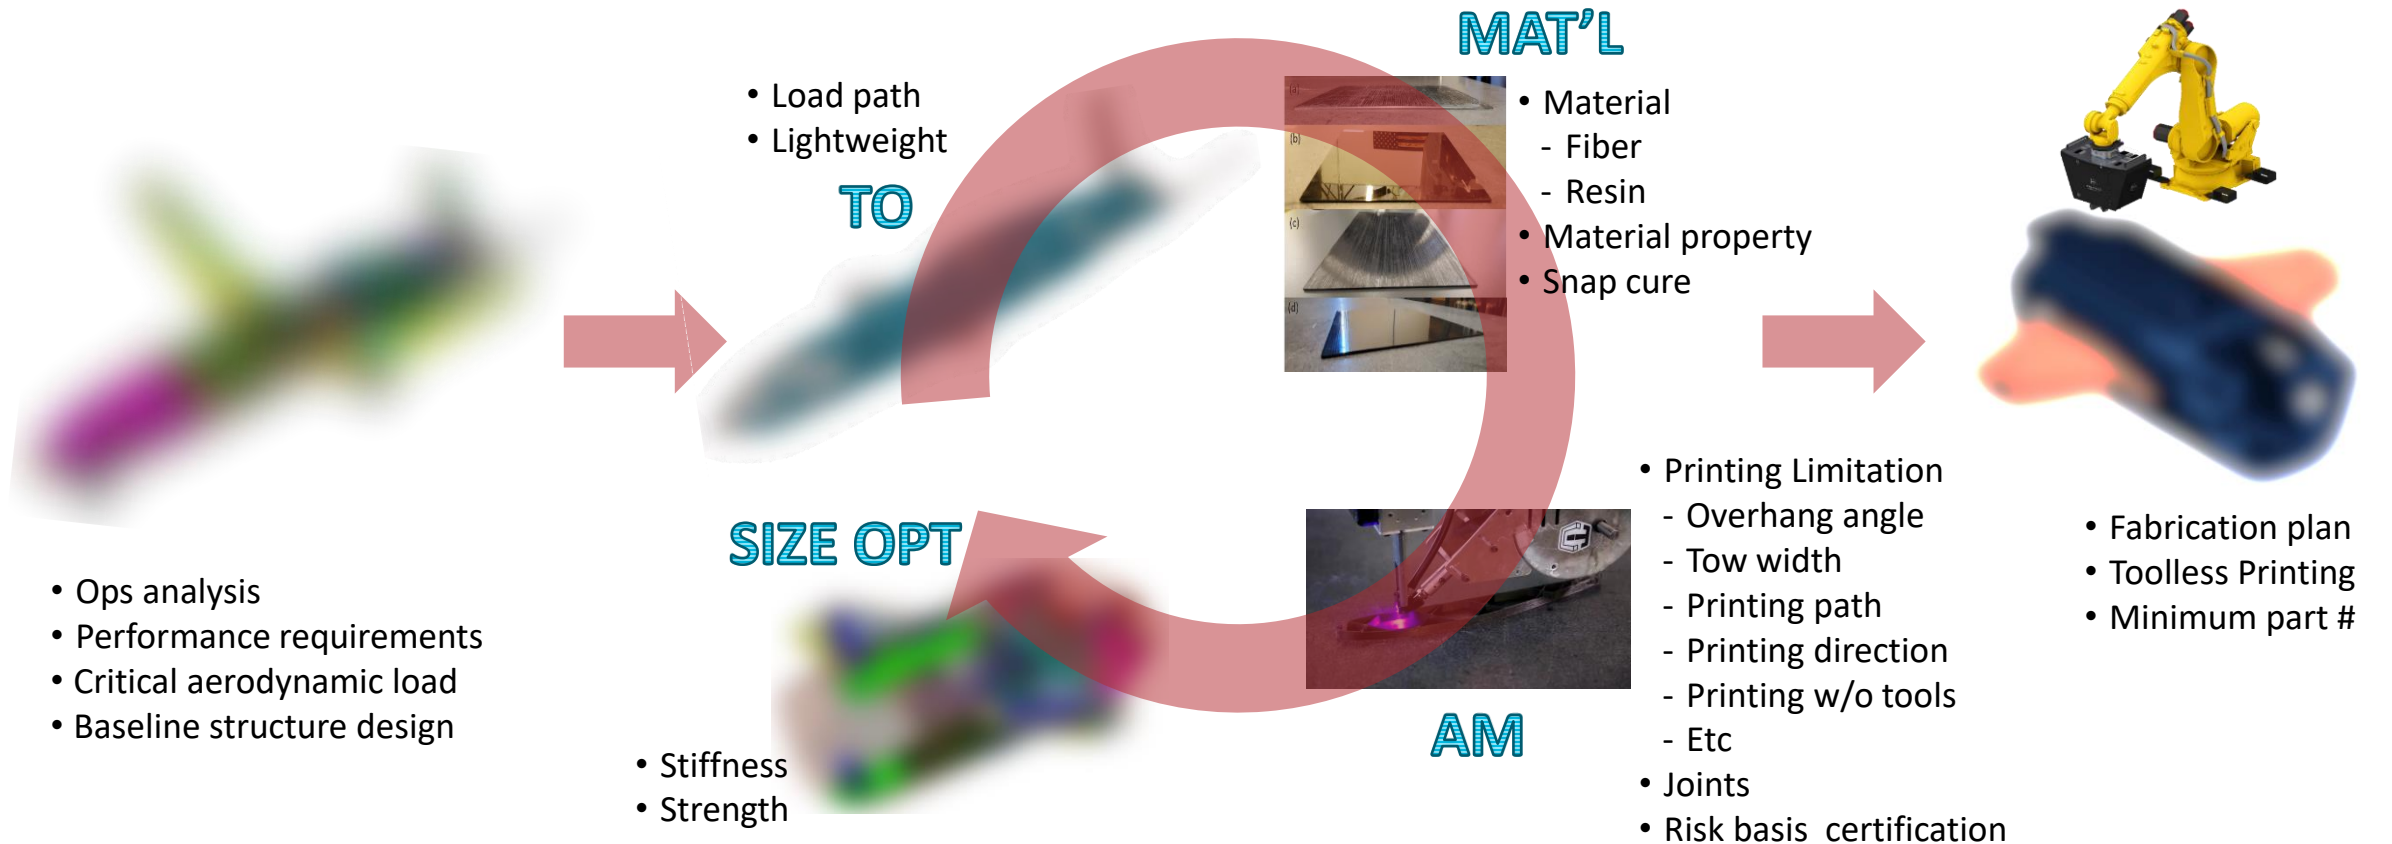 • Ops analysis
• Performance requirements
• Critical aerodynamic load
• Baseline structure design
• Load path
• Lightweight
TO
MAT’L
• Material
- Fiber
- Resin
• Material property
• Snap cure
(a)
(b)
(c)
(d)
• Printing Limitation
- Overhang angle
- Tow width
- Printing path
- Printing direction
- Printing w/o tools
- Etc
• Joints
• Risk basis certification
AM
SIZE OPT
• Stiffness
• Strength
• Fabrication plan
• Toolless Printing
• Minimum part #